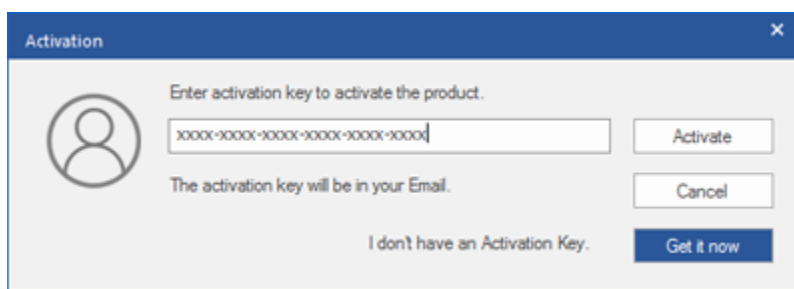 Activation
×
Enter activation key to activate the product.
xxxx-xxxx-xxxx-xxxx-xxxx-xxxx
Activate
The activation key will be in your Email.
Cancel
I don't have an Activation Key.
Get it now